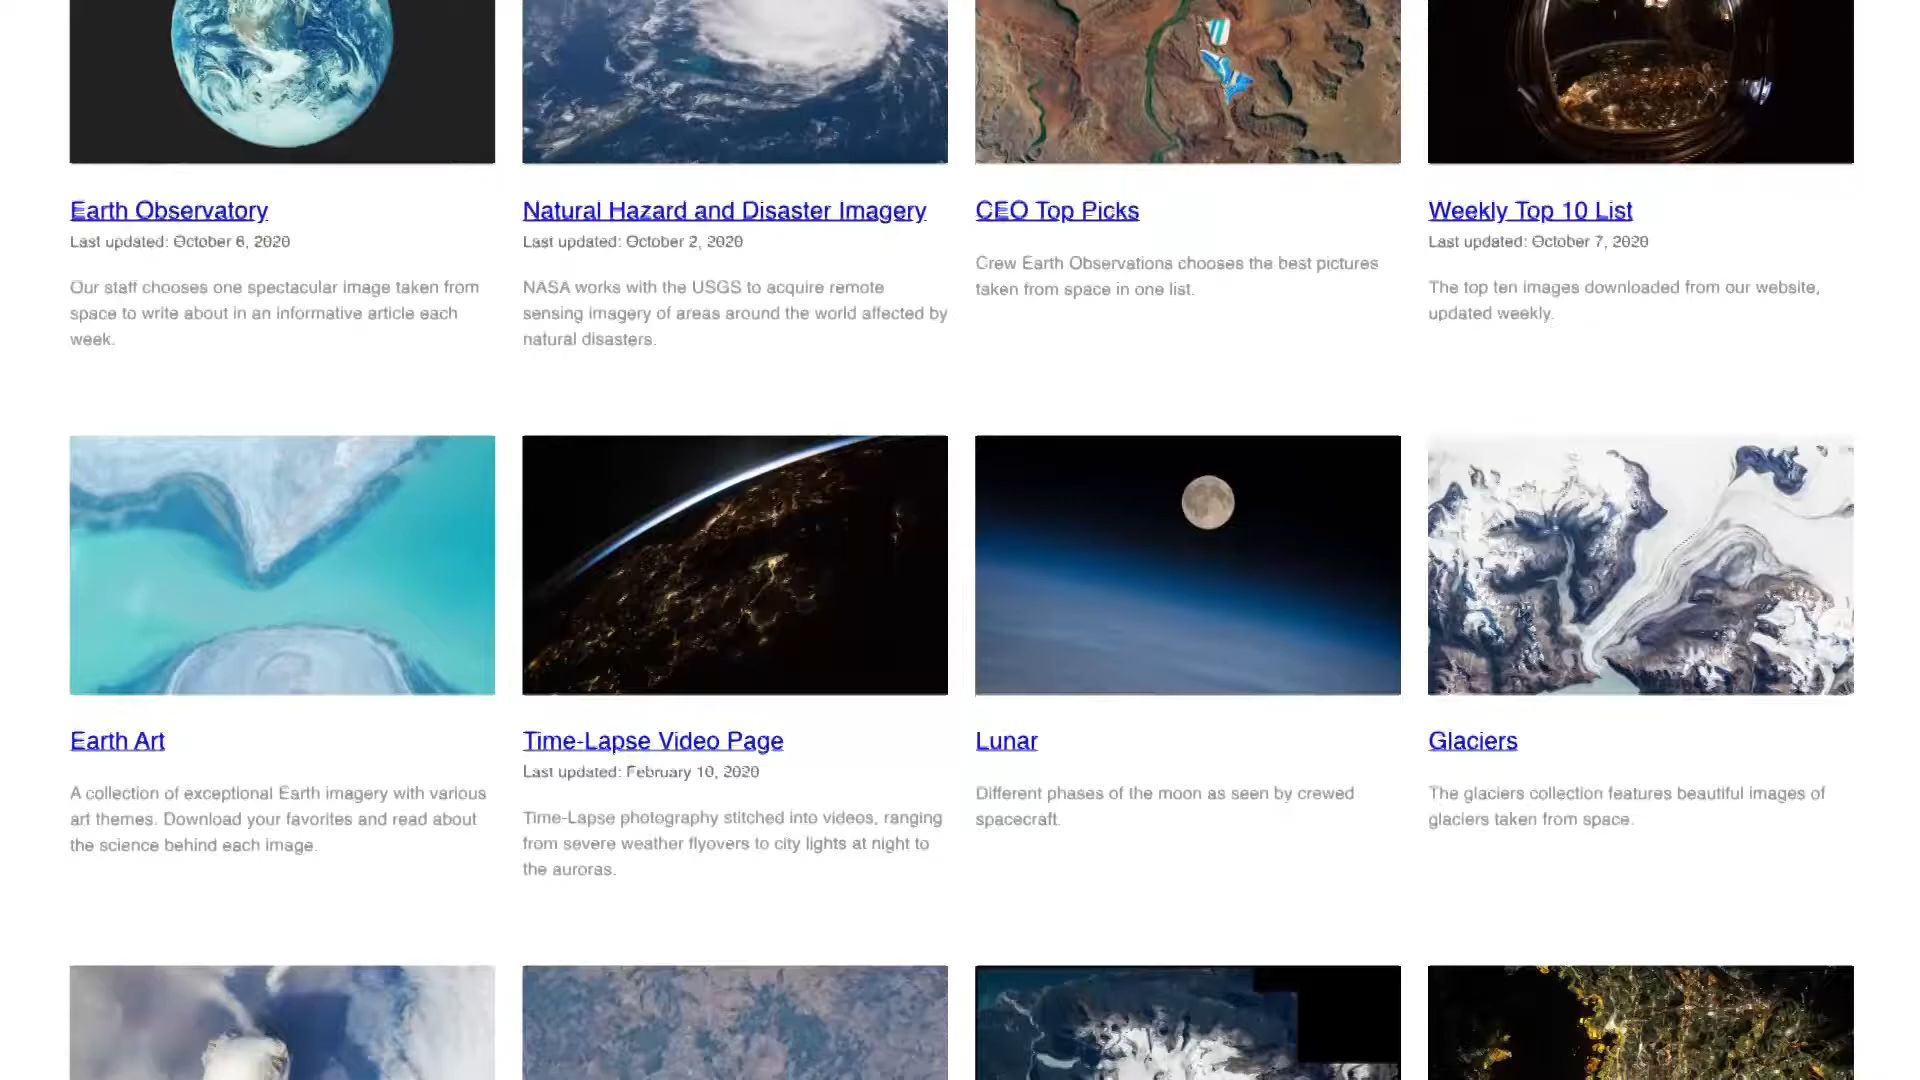 Earth Observatory
Last updated: October 6, 2020
Our staff chooses one spectacular image taken from
space to write about in an informative article each
week.
Natural Hazard and Disaster Imagery
Last updated: October 2, 2020
NASA works with the USGS to acquire remote
sensing imagery of areas around the world affected by
natural disasters.
CEO Top Picks
Crew Earth Observations chooses the best pictures
taken from space in one list.
Weekly Top 10 List
Last updated: October 7, 2020
The top ten images downloaded from our website,
updated weekly.
Earth Art
A collection of exceptional Earth imagery with various
art themes. Download your favorites and read about
the science behind each image.
Time-Lapse Video Page
Last updated: February 10, 2020
Time-Lapse photography stitched into videos, ranging
from severe weather flyovers to city lights at night to
the auroras.
Lunar
Different phases of the moon as seen by crewed
spacecraft.
Glaciers
The glaciers collection features beautiful images of
glaciers taken from space.